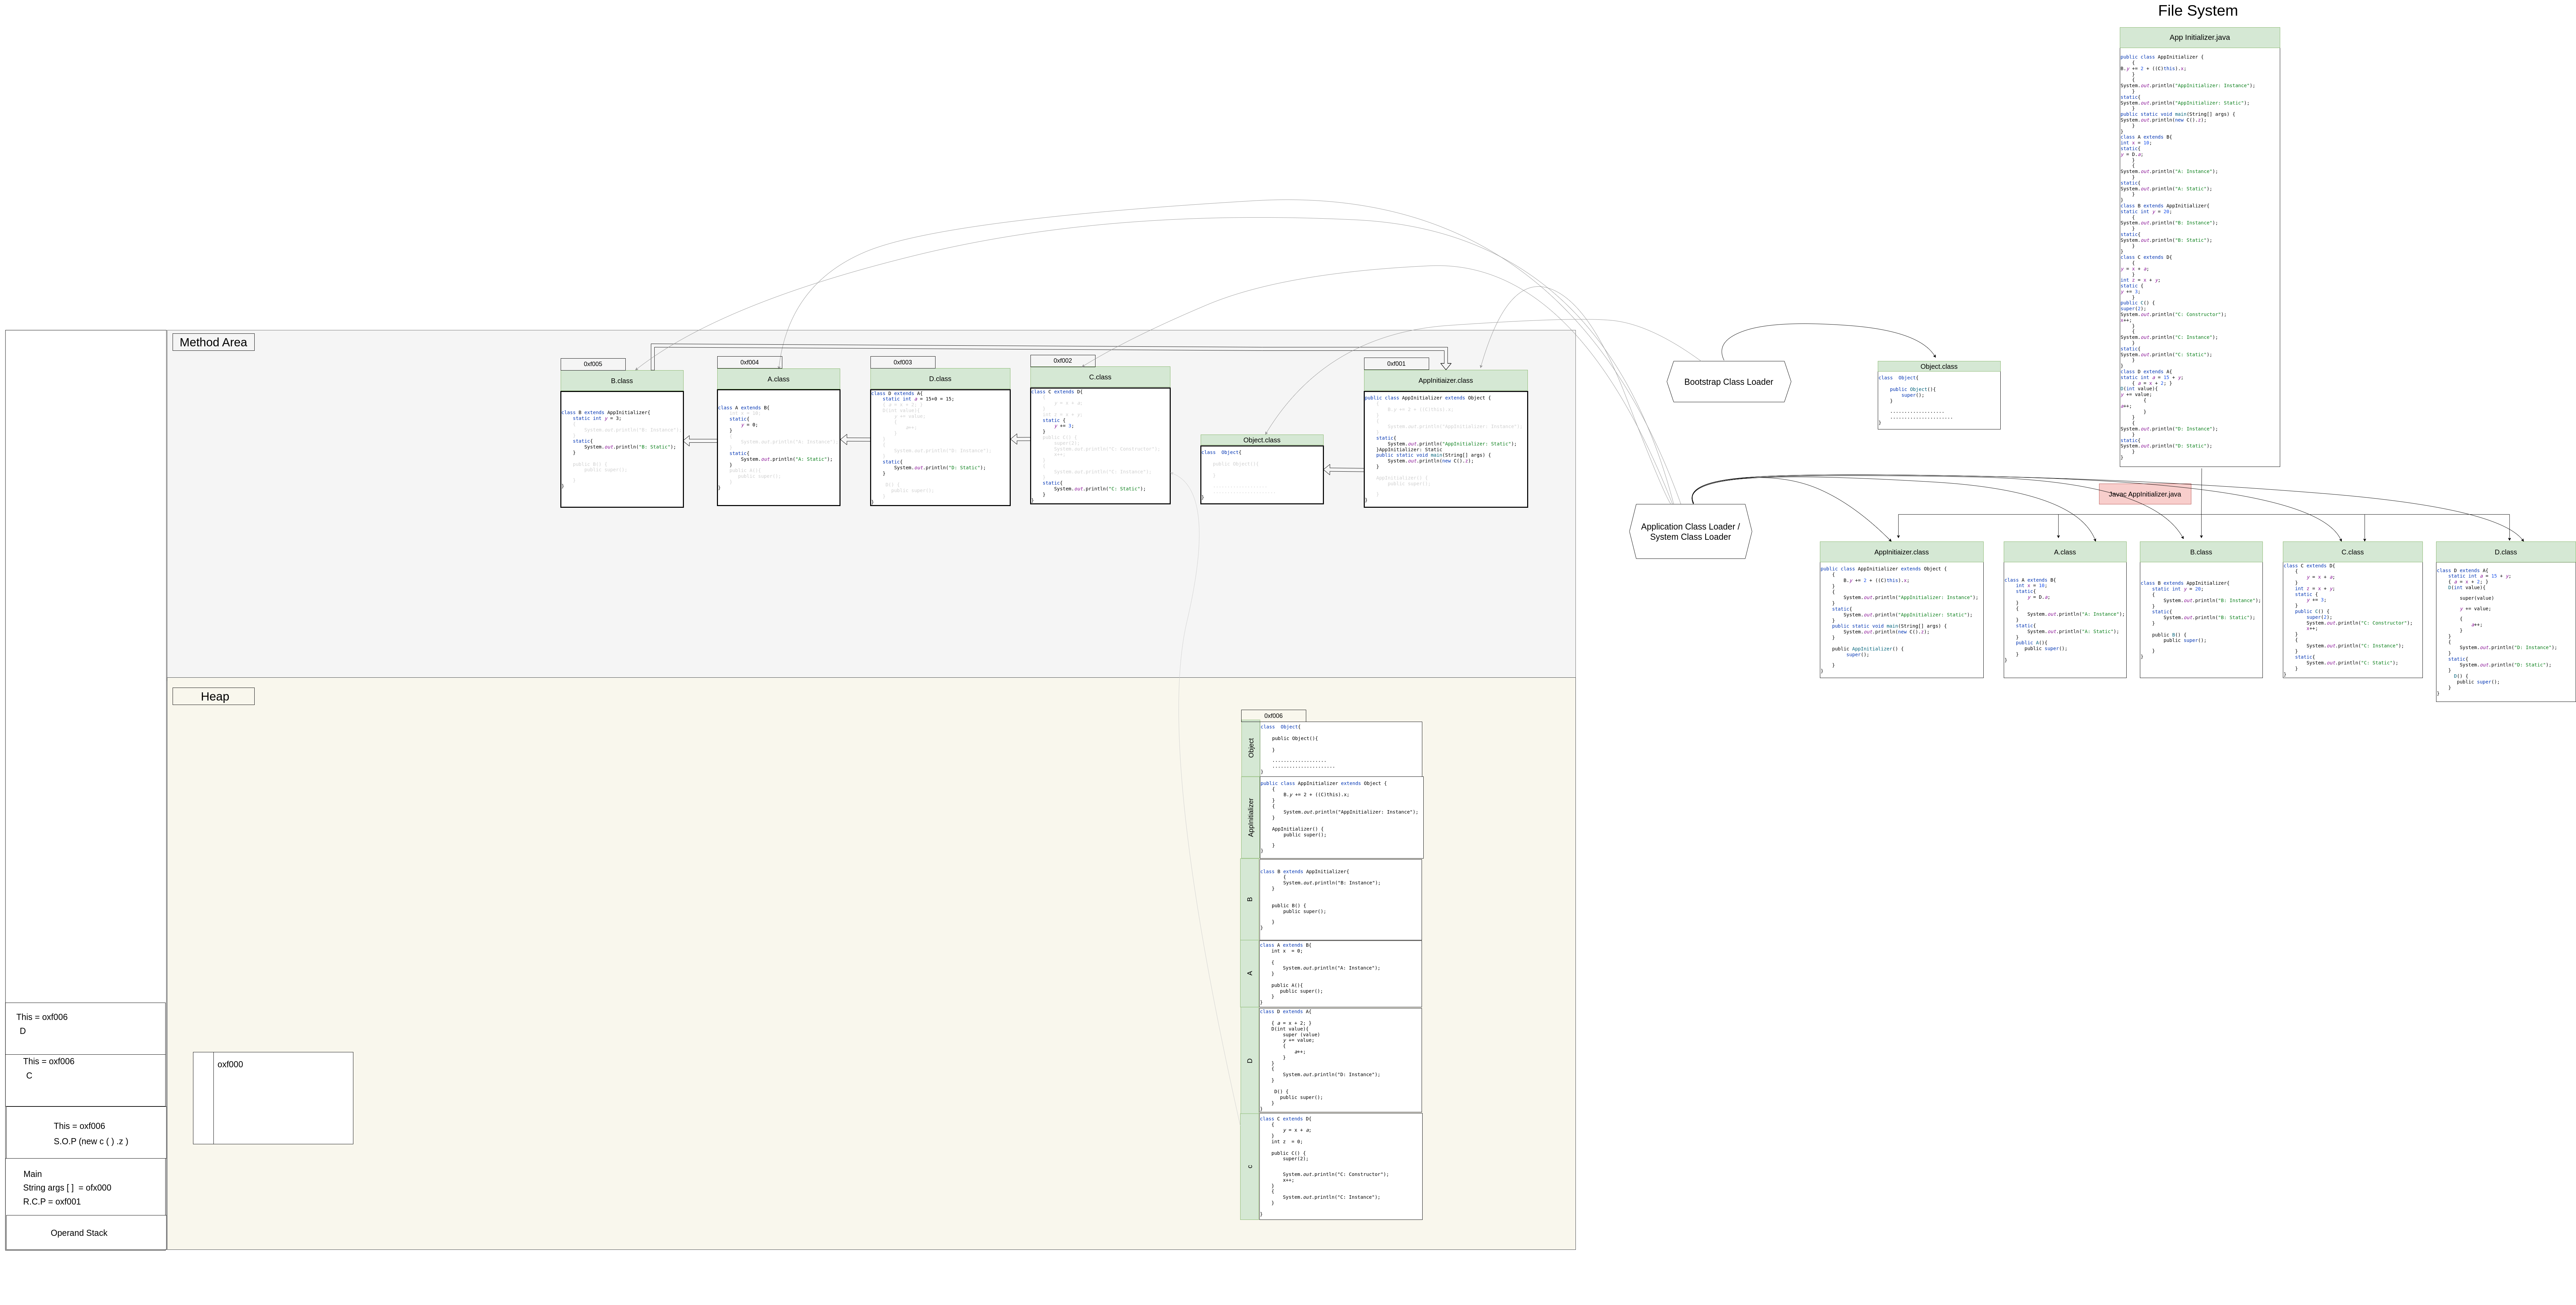 File System
App Initializer.java
public class AppInitializer {
{
B.y += 2 + ((C)this).x;
}
{
System.out.println("AppInitializer: Instance");
}
static{
System.out.println("AppInitializer: Static");
}
public static void main(String[] args) {
System.out.println(new C().z);
}
}
class A extends B{
int x = 10;
static{
y = D.a;
}
{
System.out.println("A: Instance");
}
static{
System.out.println("A: Static");
}
}
class B extends AppInitializer{
static int y = 20;
{
System.out.println("B: Instance");
}
static{
System.out.println("B: Static");
}
}
class C extends D{
{
y = x + a;
}
int z = x + y;
static {
y += 3;
}
public C() {
super(2);
System.out.println("C: Constructor");
x++;
}
{
System.out.println("C: Instance");
}
static{
System.out.println("C: Static");
}
}
class D extends A{
static int a = 15 + y;
{ a = x + 2; }
D(int value){
y += value;
{
a++;
}
}
{
System.out.println("D: Instance");
}
static{
System.out.println("D: Static");
}
}
Method Area
0xf005
B.class
class B extends AppInitializer{
static int y = 3;
{
System.out.println("B: Instance");
}
static{
System.out.println("B: Static");
}
public B() {
public super();
}
}
0xf004
A.class
class A extends B{
int x = 10;
static{
y = 0;
}
{
System.out.println("A: Instance");
}
static{
System.out.println("A: Static");
}
public A(){
public super();
}
}
0xf003
D.class
class D extends A{
static int a = 15+0 = 15;
{ a = x + 2; }
D(int value){
y += value;
{
a++;
}
}
{
System.out.println("D: Instance");
}
static{
System.out.println("D: Static");
}
D() {
public super();
}
}
0xf002
C.class
class C extends D{
{
y = x + a;
}
int z = x + y;
static {
y += 3;
}
public C() {
super(2);
System.out.println("C: Constructor");
x++;
}
{
System.out.println("C: Instance");
}
static{
System.out.println("C: Static");
}
}
Object.class
class Object{
public Object(){
}
...................
......................
}
0xf001
AppInitiaizer.class
public class AppInitializer extends Object {
{
B.y += 2 + ((C)this).x;
}
{
System.out.println("AppInitializer: Instance");
}
static{
System.out.println("AppInitializer: Static");
}AppInitializer: Static
public static void main(String[] args) {
System.out.println(new C().z);
}
AppInitializer() {
public super();
}
}
Bootstrap Class Loader
Object.class
class Object{
public Object(){
super();
}
...................
......................
}
Application Class Loader /
System Class Loader
Javac AppInitializer.java
AppInitiaizer.class
public class AppInitializer extends Object {
{
B.y += 2 + ((C)this).x;
}
{
System.out.println("AppInitializer: Instance");
}
static{
System.out.println("AppInitializer: Static");
}
public static void main(String[] args) {
System.out.println(new C().z);
}
public AppInitializer() {
super();
}
}
A.class
class A extends B{
int x = 10;
static{
y = D.a;
}
{
System.out.println("A: Instance");
}
static{
System.out.println("A: Static");
}
public A(){
public super();
}
}
B.class
class B extends AppInitializer{
static int y = 20;
{
System.out.println("B: Instance");
}
static{
System.out.println("B: Static");
}
public B() {
public super();
}
}
C.class
class C extends D{
{
y = x + a;
}
int z = x + y;
static {
y += 3;
}
public C() {
super(2);
System.out.println("C: Constructor");
x++;
}
{
System.out.println("C: Instance");
}
static{
System.out.println("C: Static");
}
}
D.class
class D extends A{
static int a = 15 + y;
{ a = x + 2; }
D(int value){
super(value)
y += value;
{
a++;
}
}
{
System.out.println("D: Instance");
}
static{
System.out.println("D: Static");
}
D() {
public super();
}
}
Heap
0xf006
Object
class Object{
public Object(){
}
...................
......................
}
AppInitializer
public class AppInitializer extends Object {
{
B.y += 2 + ((C)this).x;
}
{
System.out.println("AppInitializer: Instance");
}
AppInitializer() {
public super();
}
}
B
class B extends AppInitializer{
{
System.out.println("B: Instance");
}
public B() {
public super();
}
}
A
class A extends B{
int x = 0;
{
System.out.println("A: Instance");
}
public A(){
public super();
}
}
D
class D extends A{
{ a = x + 2; }
D(int value){
super (value)
y += value;
{
a++;
}
}
{
System.out.println("D: Instance");
}
D() {
public super();
}
}
c
class C extends D{
{
y = x + a;
}
int z = 0;
public C() {
super(2);
System.out.println("C: Constructor");
x++;
}
{
System.out.println("C: Instance");
}
}
This = oxf006
D
This = oxf006
C
This = oxf006
S.O.P (new c ( ) .z )
Main
String args [ ] = ofx000
R.C.P = oxf001
Operand Stack
oxf000